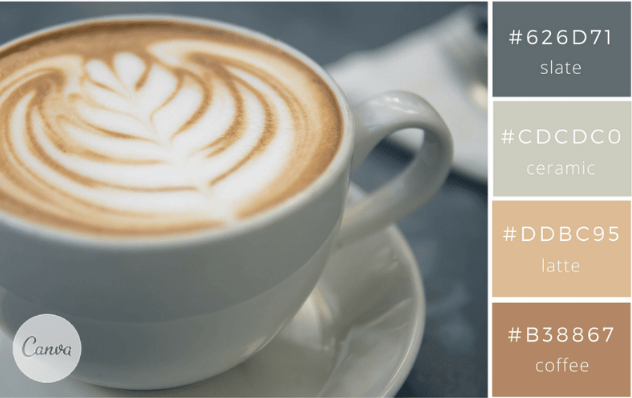 #626D71
slate
#CDCDC0
ceramic
#DDBC95
latte
#B38867
coffee
Canva